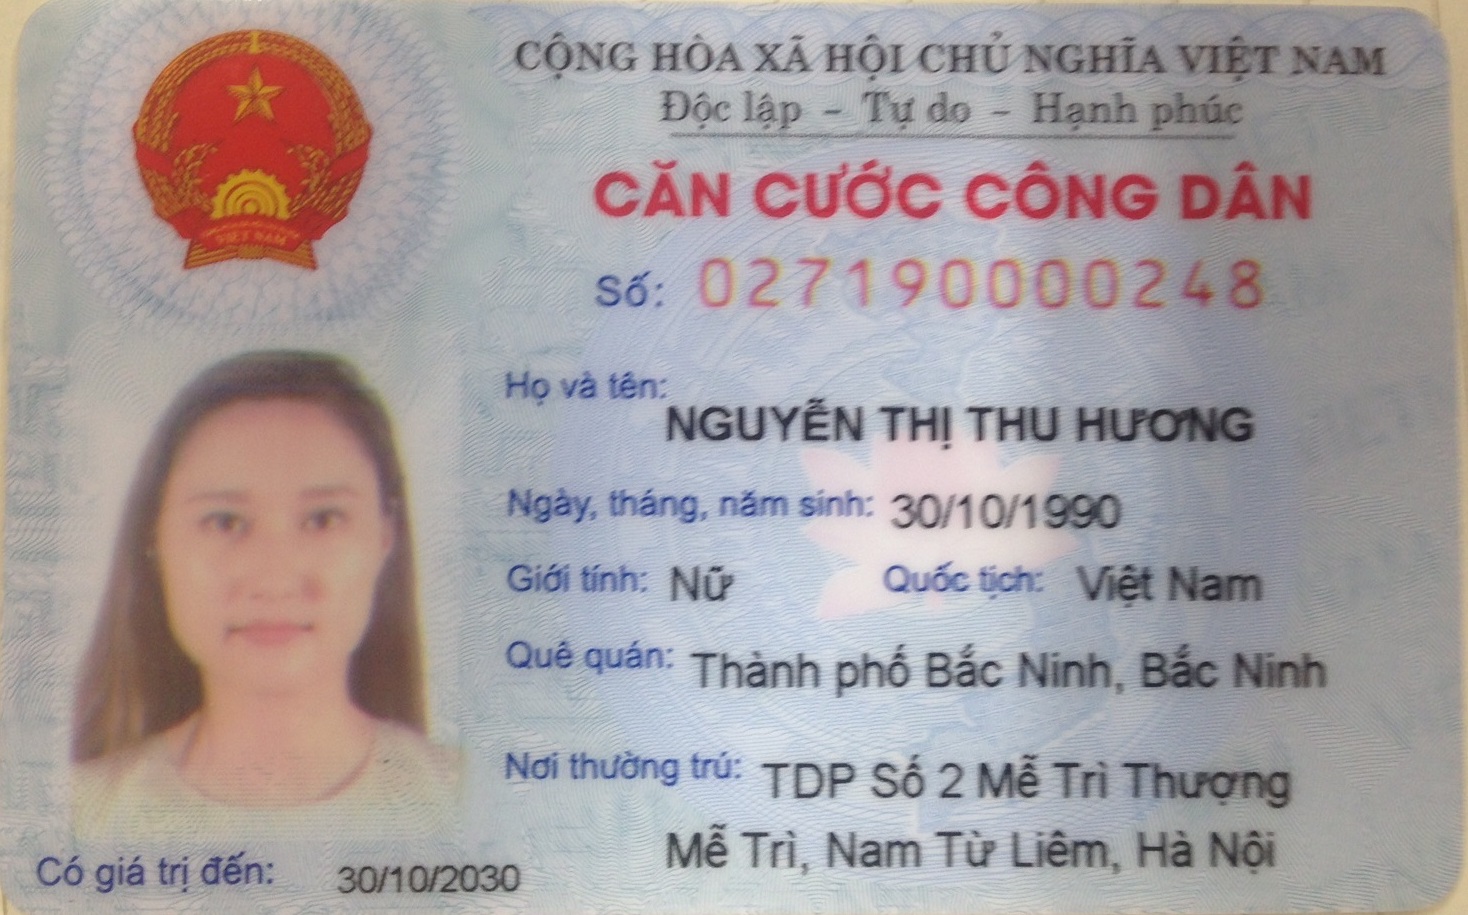 CỘNG HÒA XÃ HỘI CHỦ NGHĨA VIỆT NAM
Độc lập - Tự do - Hạnh phúc
CĂN CƯỚC CÔNG DÂN
Số: 027190000248
Họ và tên:
NGUYỄN THỊ THU HƯƠNG
Ngày, tháng, năm sinh: 30/10/1990
Giới tính: Nữ Quốc tịch: Việt Nam
Quê quán: Thành phố Bắc Ninh, Bắc Ninh
Nơi thường trú: TDP Số 2 Mễ Trì Thượng
Mễ Trì, Nam Từ Liêm, Hà Nội
Có giá trị đến: 30/10/2030
VIỆT NAM